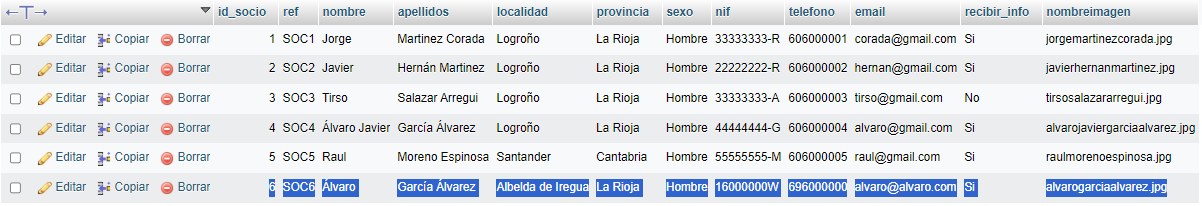 ←T→ id_socio ref nombre apellidos localidad provincia sexo nif telefono email recibir_info nombreimagen
Editar Copiar Borrar 1 SOC1 Jorge Martinez Corada Logroño La Rioja Hombre 33333333-R 606000001 corada@gmail.com Si jorgemartinezcorada.jpg
Editar Copiar Borrar 2 SOC2 Javier Hernán Martinez Logroño La Rioja Hombre 22222222-R 606000002 hernan@gmail.com Si javierhernanmartinez.jpg
Editar Copiar Borrar 3 SOC3 Tirso Salazar Arregui Logroño La Rioja Hombre 33333333-A 606000003 tirso@gmail.com No tirsosalazararregui.jpg
Editar Copiar Borrar 4 SOC4 Álvaro Javier García Álvarez Logroño La Rioja Hombre 44444444-G 606000004 alvaro@gmail.com Si alvarojaviergarciaalvarez.jpg
Editar Copiar Borrar 5 SOC5 Raul Moreno Espinosa Santander Cantabria Hombre 55555555-M 606000005 raul@gmail.com Si raulmorenoespinosa.jpg
Editar Copiar Borrar 6 SOC6 Álvaro García Álvarez Albelda de Iregua La Rioja Hombre 16000000W 696000000 alvaro@alvaro.com Si alvarogarciaalvarez.jpg